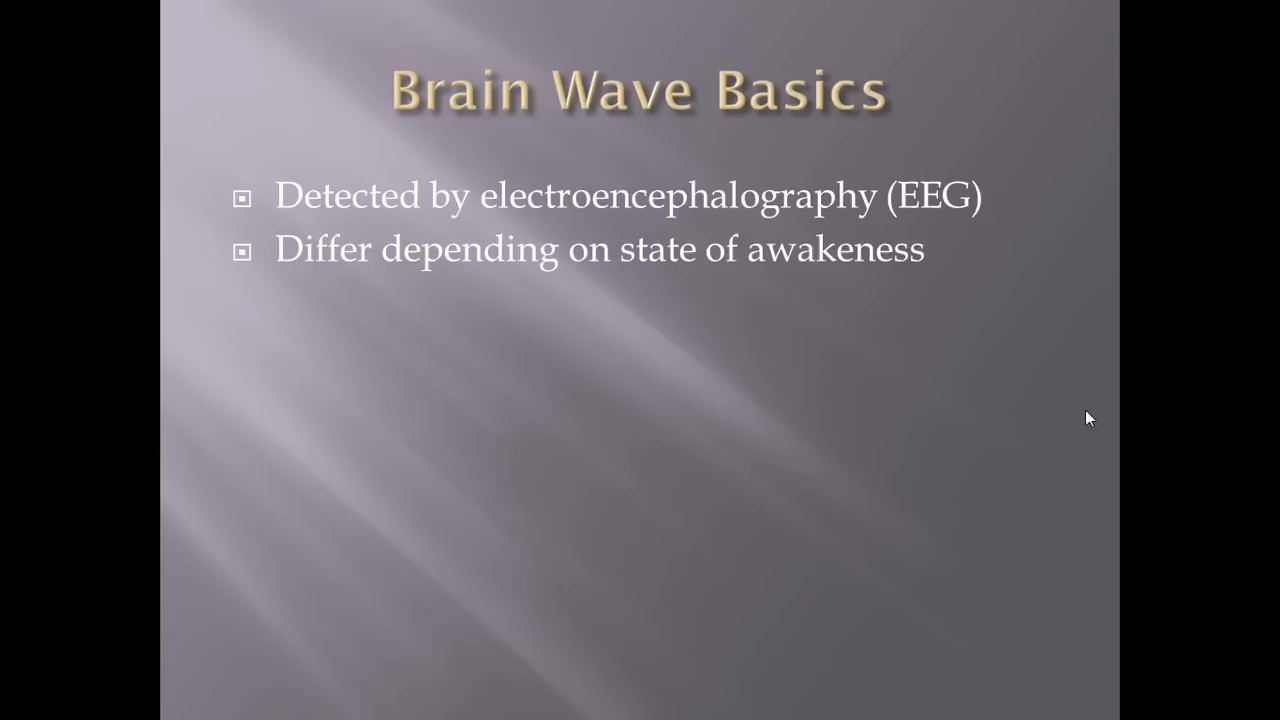 Brain Wave Basics
Detected by electroencephalography (EEG)
Differ depending on state of awakeness